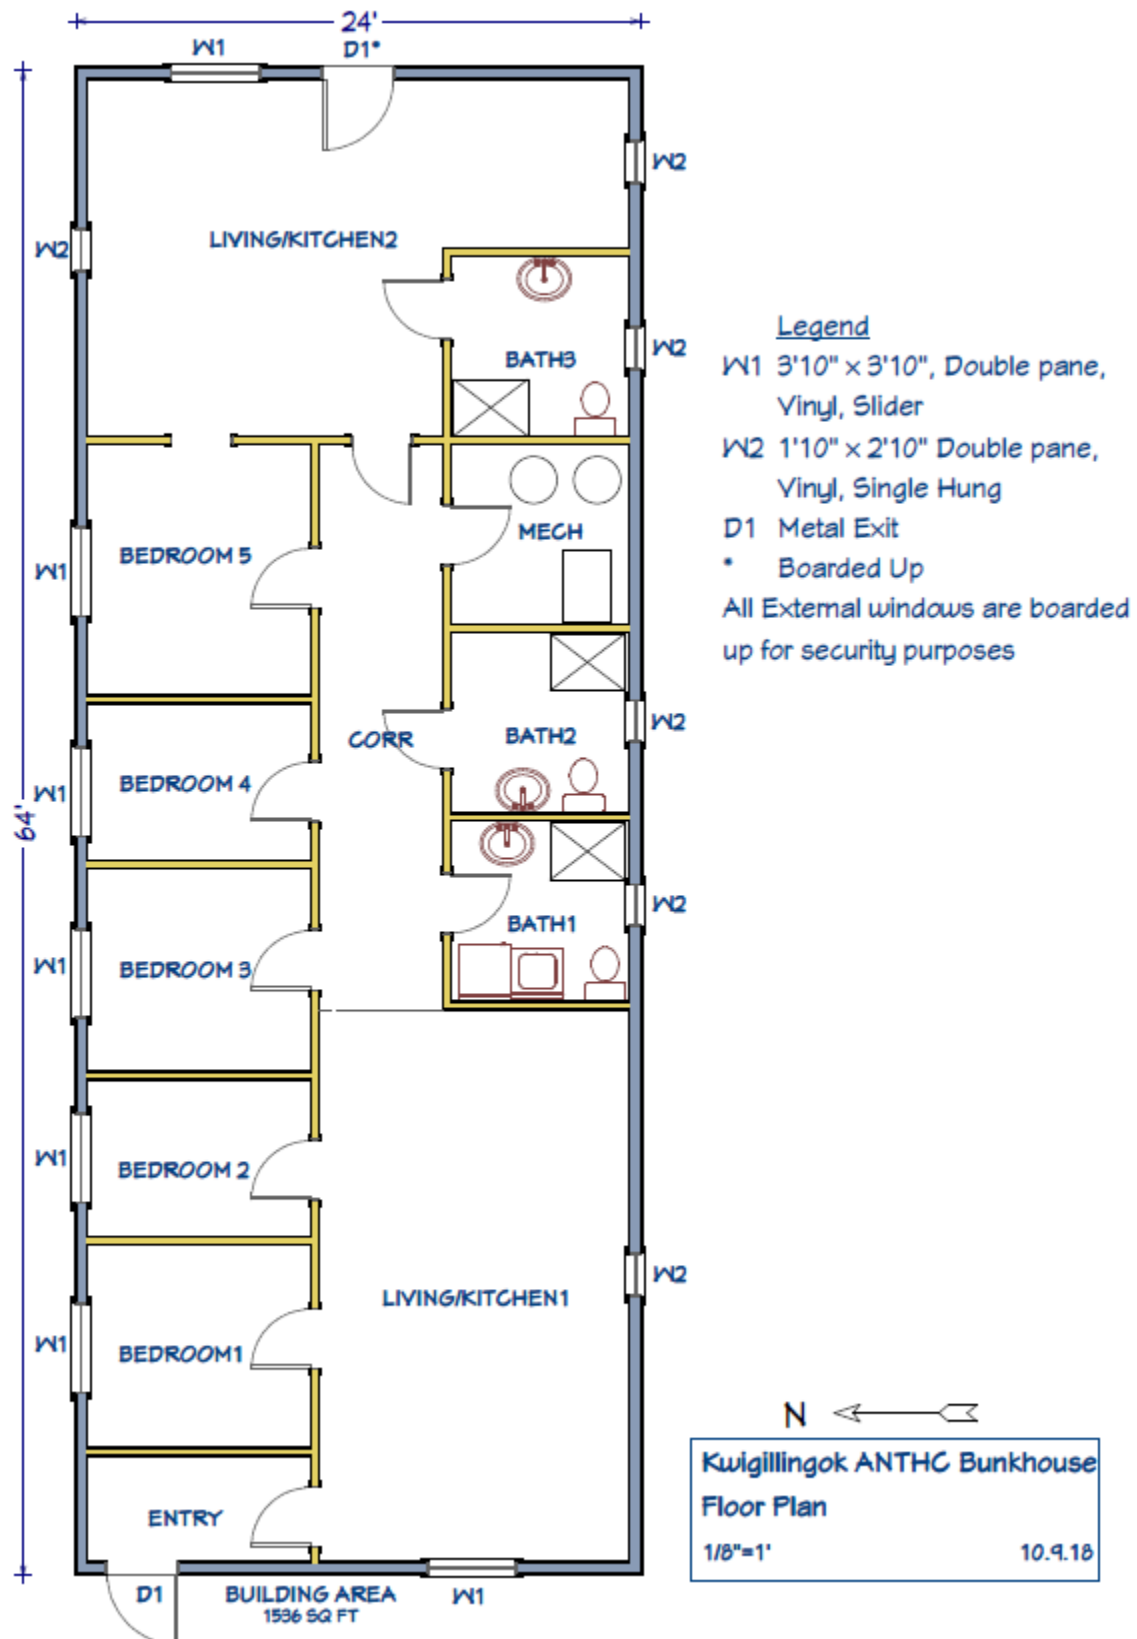 24'
W1
D1*
W2
LIVING/KITCHEN2
W2
BATH3
W2
Legend
W1 3'10" x 3'10", Double pane,
Vinyl, Slider
W2 1'10" x 2'10" Double pane,
Vinyl, Single Hung
D1 Metal Exit
* Boarded Up
All External windows are boarded
up for security purposes
MECH
BEDROOM 5
W1
W2
CORR
BATH2
W1
BEDROOM 4
64'
W2
BATH1
W1
BEDROOM 3
W1
BEDROOM 2
W2
LIVING/KITCHEN1
W1
BEDROOM1
N
Kwigillingok ANTHC Bunkhouse
Floor Plan
1/8"=1' 10.9.18
ENTRY
D1
BUILDING AREA
1536 SQ FT
W1